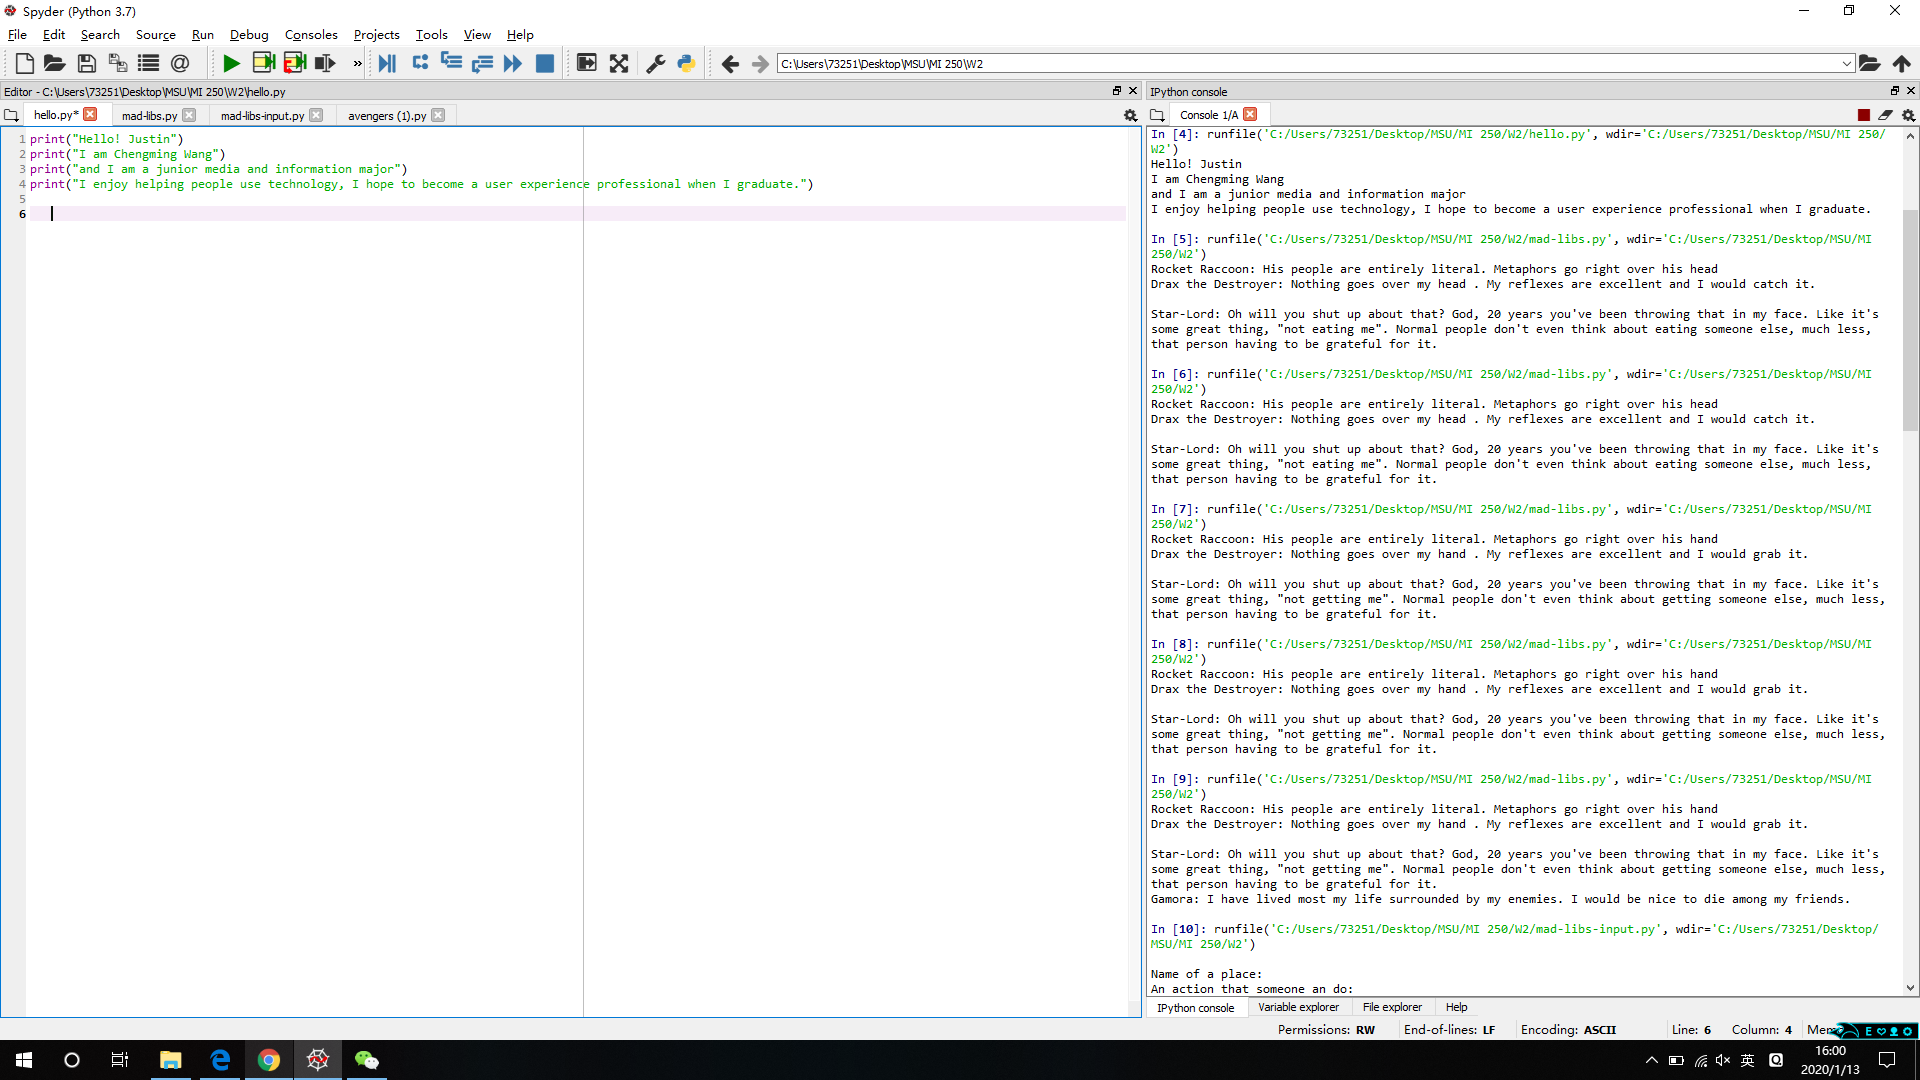 Spyder (Python 3.7)
File Edit Search Source Run Debug Consoles Projects Tools View Help
C:\Users\73251\Desktop\MSU\MI 250\W2
Editor - C:\Users\73251\Desktop\MSU\MI 250\W2\hello.py
hello.py* mad-libs.py mad-libs-input.py avengers (1).py
1 print("Hello! Justin")
2 print("I am Chengming Wang")
3 print("and I am a junior media and information major")
4 print("I enjoy helping people use technology, I hope to become a user experience professional when I graduate.")
5
6
IPython console
Console 1/A
In [4]: runfile('C:/Users/73251/Desktop/MSU/MI 250/W2/hello.py', wdir='C:/Users/73251/Desktop/MSU/MI 250/
W2')
Hello! Justin
I am Chengming Wang
and I am a junior media and information major
I enjoy helping people use technology, I hope to become a user experience professional when I graduate.
In [5]: runfile('C:/Users/73251/Desktop/MSU/MI 250/W2/mad-libs.py', wdir='C:/Users/73251/Desktop/MSU/MI
250/W2')
Rocket Raccoon: His people are entirely literal. Metaphors go right over his head
Drax the Destroyer: Nothing goes over my head . My reflexes are excellent and I would catch it.
Star-Lord: Oh will you shut up about that? God, 20 years you've been throwing that in my face. Like it's
some great thing, "not eating me". Normal people don't even think about eating someone else, much less,
that person having to be grateful for it.
In [6]: runfile('C:/Users/73251/Desktop/MSU/MI 250/W2/mad-libs.py', wdir='C:/Users/73251/Desktop/MSU/MI
250/W2')
Rocket Raccoon: His people are entirely literal. Metaphors go right over his head
Drax the Destroyer: Nothing goes over my head . My reflexes are excellent and I would catch it.
Star-Lord: Oh will you shut up about that? God, 20 years you've been throwing that in my face. Like it's
some great thing, "not eating me". Normal people don't even think about eating someone else, much less,
that person having to be grateful for it.
In [7]: runfile('C:/Users/73251/Desktop/MSU/MI 250/W2/mad-libs.py', wdir='C:/Users/73251/Desktop/MSU/MI
250/W2')
Rocket Raccoon: His people are entirely literal. Metaphors go right over his hand
Drax the Destroyer: Nothing goes over my hand . My reflexes are excellent and I would grab it.
Star-Lord: Oh will you shut up about that? God, 20 years you've been throwing that in my face. Like it's
some great thing, "not getting me". Normal people don't even think about getting someone else, much less,
that person having to be grateful for it.
In [8]: runfile('C:/Users/73251/Desktop/MSU/MI 250/W2/mad-libs.py', wdir='C:/Users/73251/Desktop/MSU/MI
250/W2')
Rocket Raccoon: His people are entirely literal. Metaphors go right over his hand
Drax the Destroyer: Nothing goes over my hand . My reflexes are excellent and I would grab it.
Star-Lord: Oh will you shut up about that? God, 20 years you've been throwing that in my face. Like it's
some great thing, "not getting me". Normal people don't even think about getting someone else, much less,
that person having to be grateful for it.
In [9]: runfile('C:/Users/73251/Desktop/MSU/MI 250/W2/mad-libs.py', wdir='C:/Users/73251/Desktop/MSU/MI
250/W2')
Rocket Raccoon: His people are entirely literal. Metaphors go right over his hand
Drax the Destroyer: Nothing goes over my hand . My reflexes are excellent and I would grab it.
Star-Lord: Oh will you shut up about that? God, 20 years you've been throwing that in my face. Like it's
some great thing, "not getting me". Normal people don't even think about getting someone else, much less,
that person having to be grateful for it.
Gamora: I have lived most my life surrounded by my enemies. I would be nice to die among my friends.
In [10]: runfile('C:/Users/73251/Desktop/MSU/MI 250/W2/mad-libs-input.py', wdir='C:/Users/73251/Desktop/
MSU/MI 250/W2')
Name of a place:
An action that someone an do:
IPython console Variable explorer File explorer Help
Permissions: RW End-of-lines: LF Encoding: ASCII Line: 6 Column: 4 Mem
E
英
16:00
2020/1/13